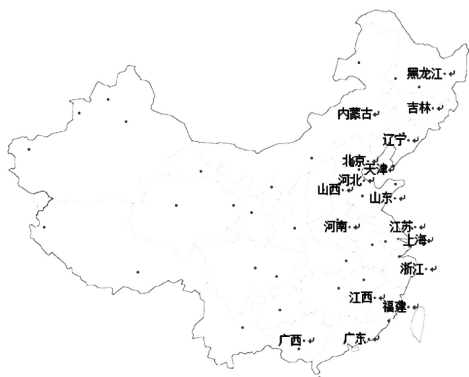 黑龙江
吉林
内蒙古
辽宁
北京
天津
河北
山西
山东
河南
江苏
上海
浙江
江西
福建
广西
广东